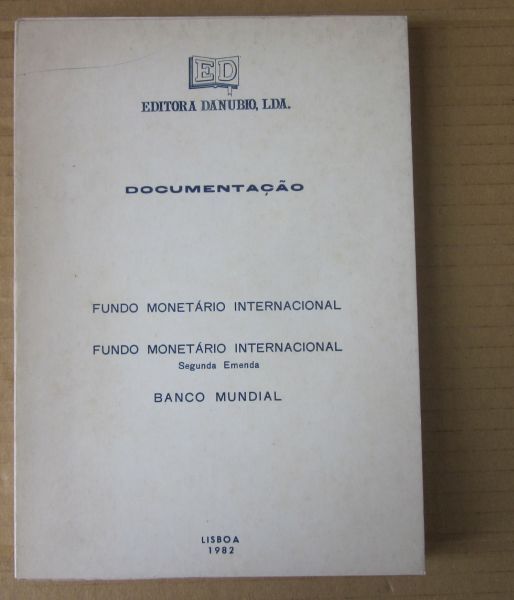 ED
EDITORA DANUBIO, LDA.
DOCUMENTAÇÃO
FUNDO MONETÁRIO INTERNACIONAL
FUNDO MONETÁRIO INTERNACIONAL
Segunda Emenda
BANCO MUNDIAL
LISBOA
1982